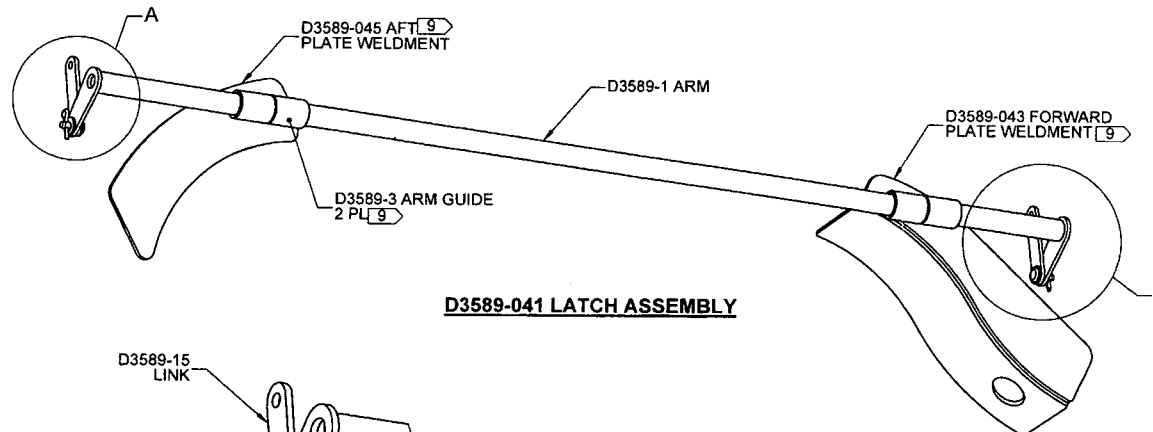 A
D3589-045 AFT 9
PLATE WELDMENT
D3589-1 ARM
D3589-043 FORWARD
PLATE WELDMENT 9
D3589-3 ARM GUIDE
2 PL 9
D3589-041 LATCH ASSEMBLY
D3589-15
LINK